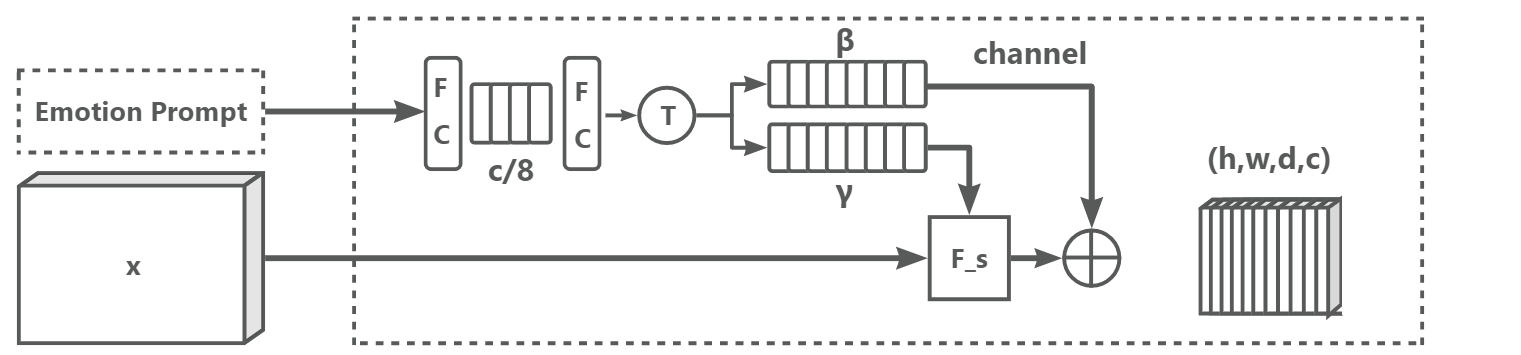 β
channel
Emotion Prompt
F
C
F
C
T
c/8
γ
(h,w,d,c)
x
F_s